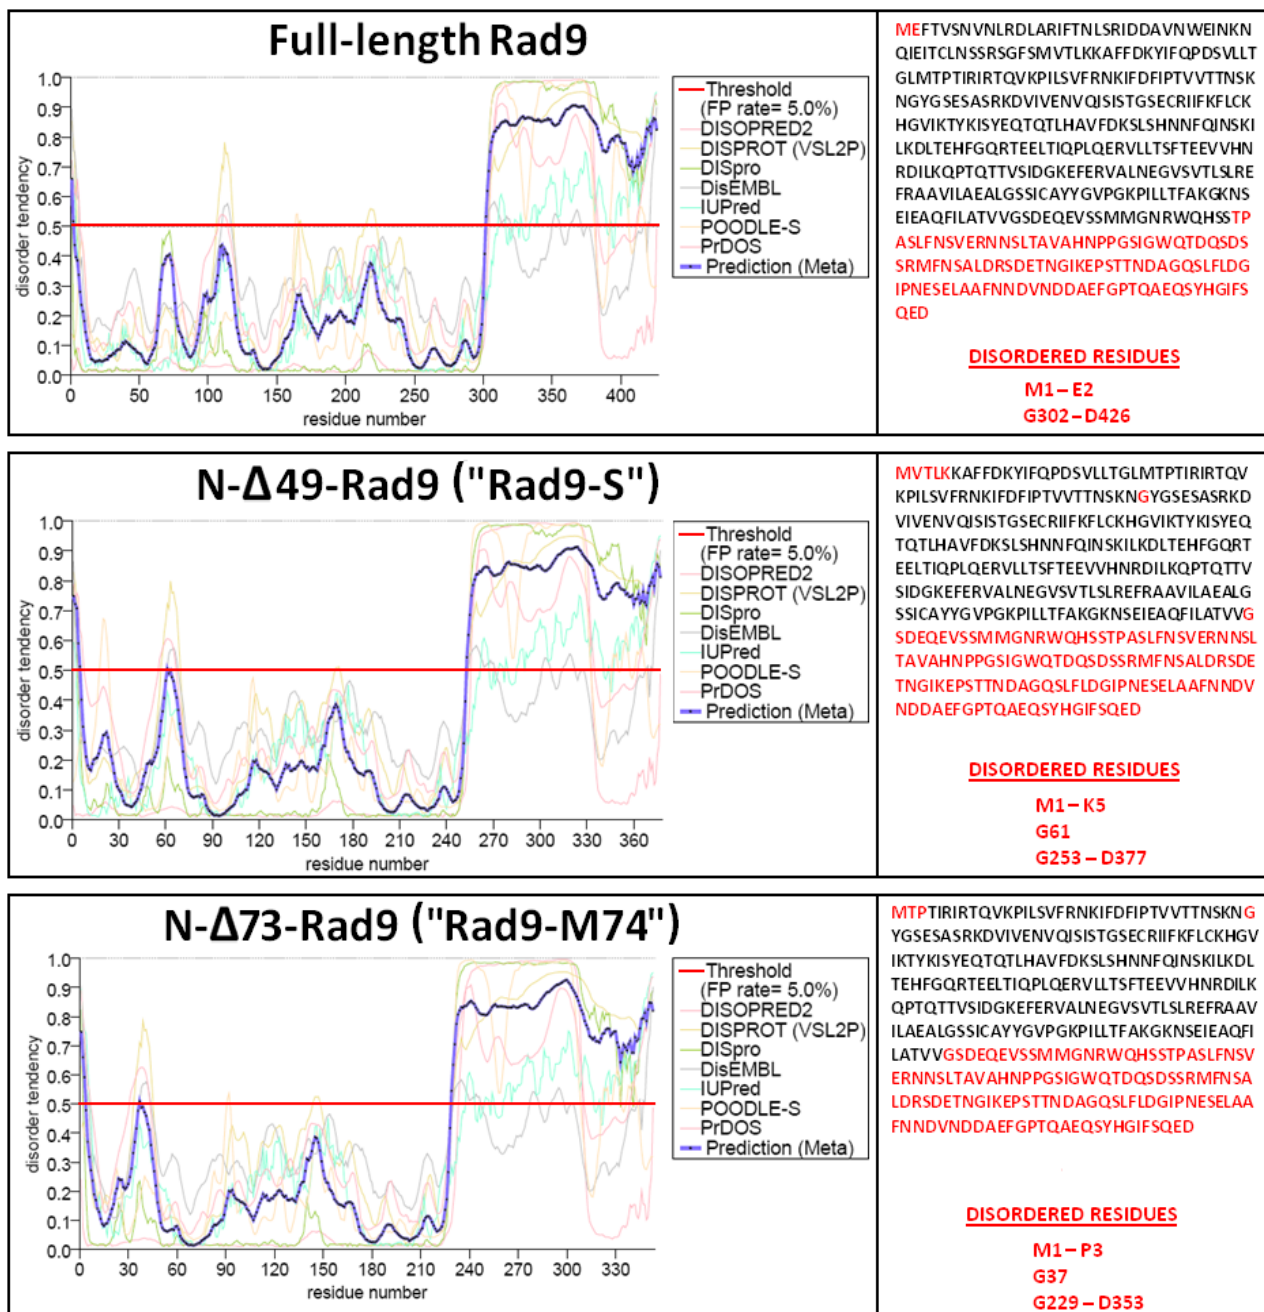 Full-length Rad9
1.0
0.9
0.8
0.7
0.6
0.5
0.4
0.3
0.2
0.1
0.0
disorder tendency
0 50 100 150 200 250 300 350 400
residue number
Threshold
(FP rate= 5.0%)
DISOPRED2
DISPROT (VSL2P)
DISpro
DisEMBL
IUPred
POODLE-S
PrDOS
Prediction (Meta)
MEFTVSNVNLRDLARIFTNLSRIDDAVNWEINKN
QIEITCLNSSRSGFSMVTLKKAFFDKYIFQPDSVLLT
GLMTPTIRIRTQVKPILSVFRNKIFDFIPTVVTTNSK
NGYGSESASRKDVIVENVQISISTGSECRIIFKFLCK
HGVIKTYKISYEQTQTLHAVFDKSLSHNNFQINSKI
LKDLTEHFGQRTEELTIQPLQERVLLTSFTEEVVHN
RDILKQPTQTTVSIDGKEFERVALNEGVSVTLSLRE
FRAAVILAEALGSSICAYYGVPGKPILLTFAKGKNS
EIEAQFILATVVGSDEQEVSSMMGNRWQHSSTP
ASLFNSVERNNSLTAVAHNPPGSIGWQTDQSDS
SRMFNSALDRSDETNGIKEPSTTNDAGQSLFLDG
IPNESELAAFNNDVNDDAEFGPTQAEQSYHGIFS
QED
DISORDERED RESIDUES
M1 – E2
G302 – D426
N-Δ49-Rad9 ("Rad9-S")
1.0
0.9
0.8
0.7
0.6
0.5
0.4
0.3
0.2
0.1
0.0
disorder tendency
0 30 60 90 120 150 180 210 240 270 300 330 360
residue number
Threshold
(FP rate= 5.0%)
DISOPRED2
DISPROT (VSL2P)
DISpro
DisEMBL
IUPred
POODLE-S
PrDOS
Prediction (Meta)
MVTLKKAFFDKYIFQPDSVLLTGLMTPTIRIRTQV
KPILSVFRNKIFDFIPTVVTTNSKNGYGSESASRKD
VIVENVQISISTGSECRIIFKFLCKHGVIKTYKISYEQ
TQTLHAVFDKSLSHNNFQINSKILKDLTEHFGQRT
EELTIQPLQERVLLTSFTEEVVHNRDILKQPTQTTV
SIDGKEFERVALNEGVSVTLSLREFRAAVILAEALG
SSICAYYGVPGKPILLTFAKGKNSEIEAQFILATVVG
SDEQEVSSMMGNRWQHSSTPASLFNSVERNNSL
TAVAHNPPGSIGWQTDQSDSSRMFNSALDRSDE
TNGIKEPSTTNDAGQSLFLDGIPNESELAAFNNDV
NDDAEFGPTQAEQSYHGIFSQED
DISORDERED RESIDUES
M1 – K5
G61
G253 – D377
N-Δ73-Rad9 ("Rad9-M74")
1.0
0.9
0.8
0.7
0.6
0.5
0.4
0.3
0.2
0.1
0.0
disorder tendency
0 30 60 90 120 150 180 210 240 270 300 330
residue number
Threshold
(FP rate= 5.0%)
DISOPRED2
DISPROT (VSL2P)
DISpro
DisEMBL
IUPred
POODLE-S
PrDOS
Prediction (Meta)
MTPTIRIRTQVKPILSVFRNKIFDFIPTVVTTNSKNG
YGSESASRKDVIVENVQISISTGSECRIIFKFLCKHGV
IKTYKISYEQTQTLHAVFDKSLSHNNFQINSKILKDL
TEHFGQRTEELTIQPLQERVLLTSFTEEVVHNRDILK
QPTQTTVSIDGKEFERVALNEGVSVTLSLREFRAAV
ILAEALGSSICAYYGVPGKPILLTFAKGKNSEIEAQFI
LATVVGSDEQEVSSMMGNRWQHSSTPASLFNSV
ERNNSLTAVAHNPPGSIGWQTDQSDSSRMFNSA
LDRSDETNGIKEPSTTNDAGQSLFLDGIPNESELAA
FNNDVNDDAEFGPTQAEQSYHGIFSQED
DISORDERED RESIDUES
M1 – P3
G37
G229 – D353